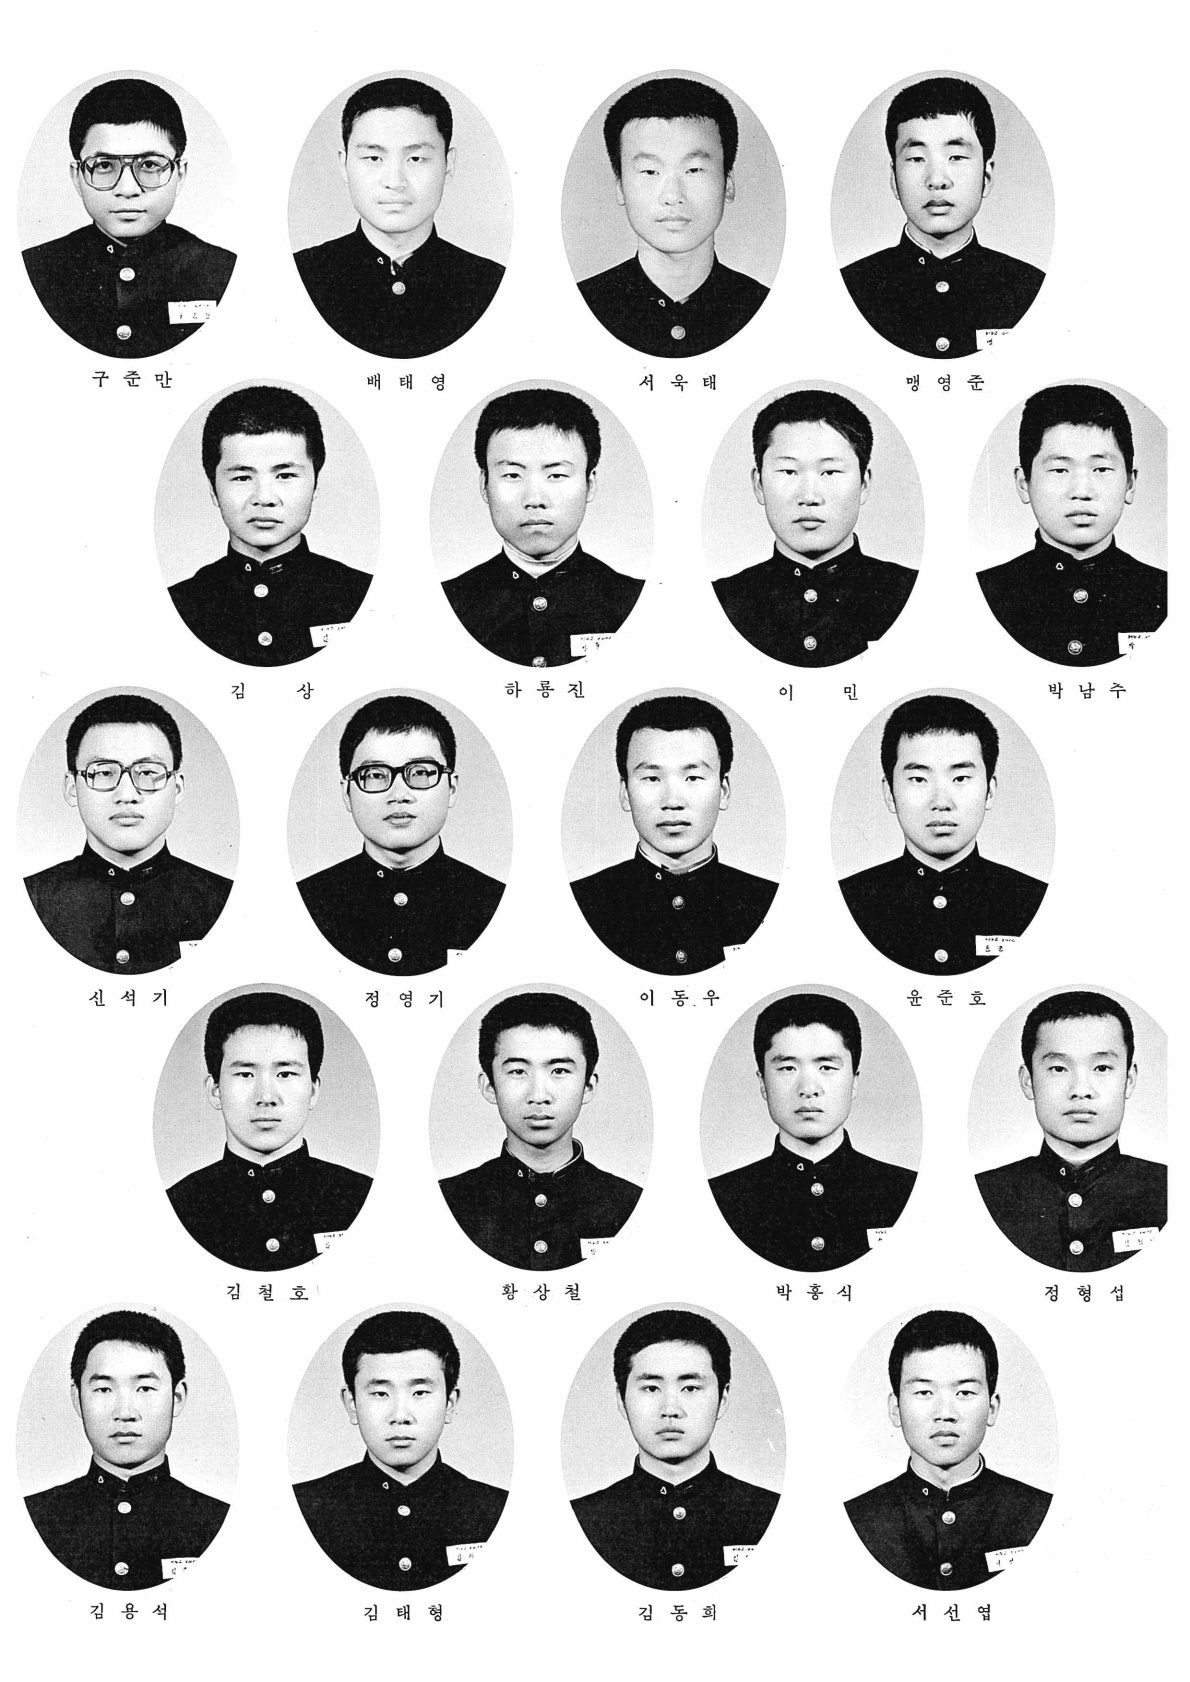 구준만 배태영 서욱태 맹영준
김 상 하룡진 이 민 박남주
신석기 정영기 이동우 윤준호
김철호 황상철 박홍식 정형섭
김용석 김태형 김동희 서선엽